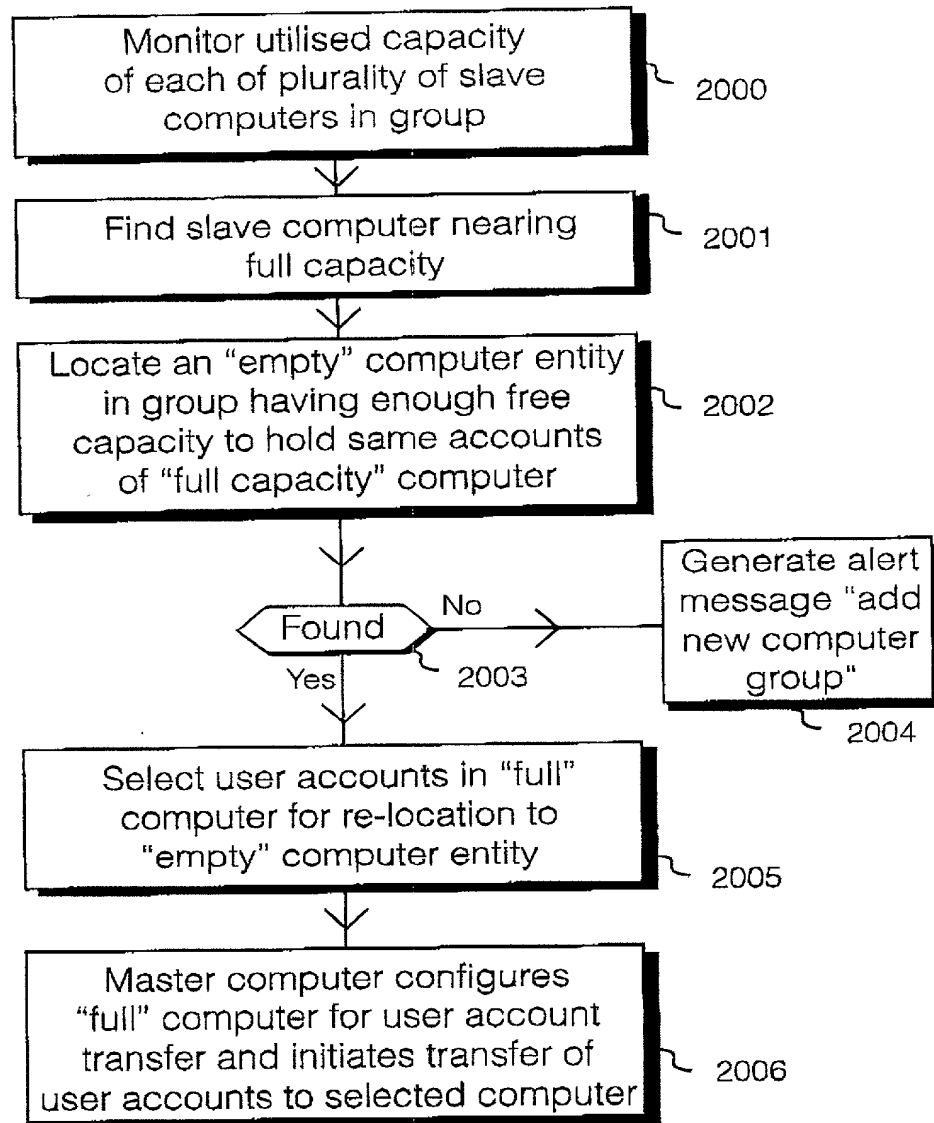 Monitor utilised capacity
of each of plurality of slave
computers in group
2000
Find slave computer nearing
full capacity
2001
Locate an “empty” computer entity
in group having enough free
capacity to hold same accounts
of “full capacity” computer
2002
Found
No
Yes
2003
Generate alert
message "add
new computer
group"
2004
Select user accounts in “full”
computer for re-location to
“empty” computer entity
2005
Master computer configures
“full” computer for user account
transfer and initiates transfer of
user accounts to selected computer
2006